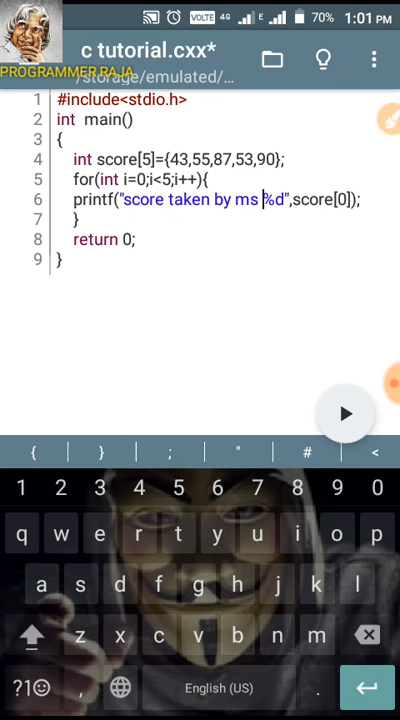 VOLTE 4G E 70% 1:01 PM
c tutorial.cxx*
/storage/emulated/...
PROGRAMMER RAJA
1 #include<stdio.h>
2 int  main()
3 {
4 int score[5]={43,55,87,53,90};
5 for(int i=0;i<5;i++){
6 printf("score taken by ms %d",score[0]);
7 }
8 return 0;
9 }
{ } ; " # <
1 2 3 4 5 6 7 8 9 0
q w e r t y u i o p
a s d f g h j k l
z x c v b n m
?1☺ , English (US) .